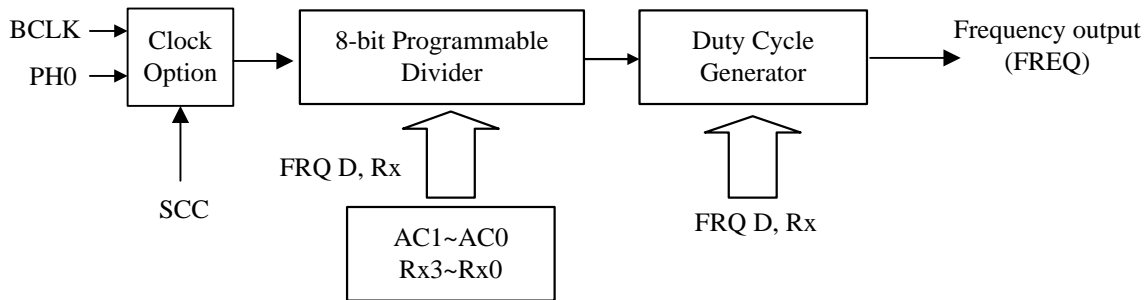 BCLK
PH0
Clock
Option
SCC
8-bit Programmable
Divider
FRQ D, Rx
AC1~AC0
Rx3~Rx0
Duty Cycle
Generator
FRQ D, Rx
Frequency output
(FREQ)